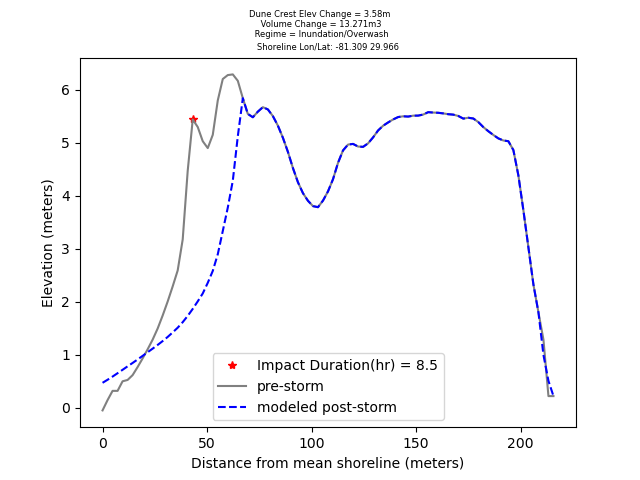 Dune Crest Elev Change = 3.58m
Volume Change = 13.271m3
Regime = Inundation/Overwash
Shoreline Lon/Lat: -81.309 29.966
6
5
4
3
2
1
0
Elevation (meters)
Impact Duration(hr) = 8.5
pre-storm
modeled post-storm
0 50 100 150 200
Distance from mean shoreline (meters)